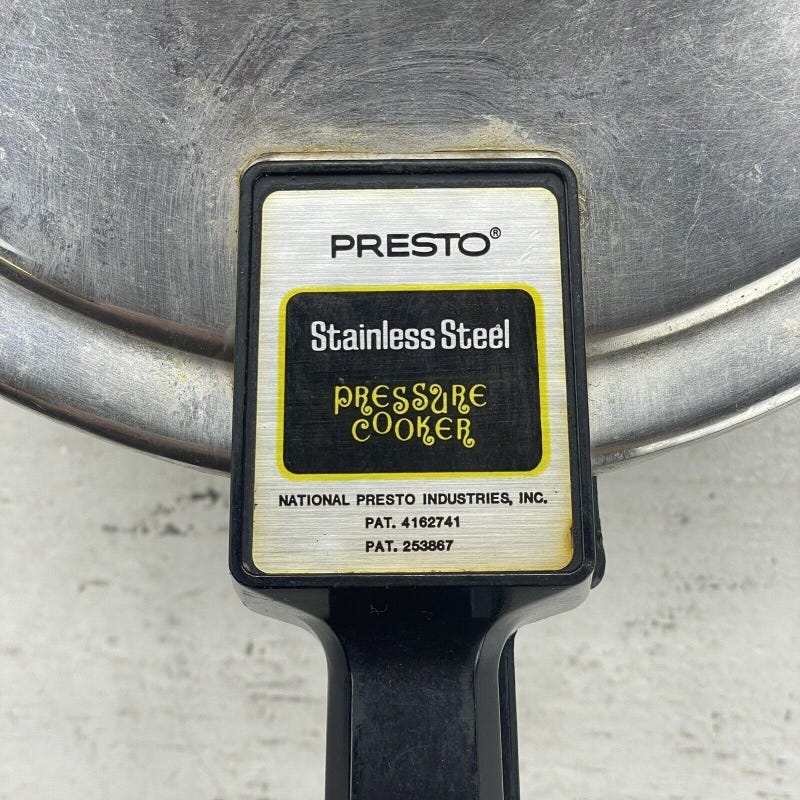 PRESTO®
Stainless Steel
PRESSURE
COOKER
NATIONAL PRESTO INDUSTRIES, INC.
PAT. 4162741
PAT. 253867